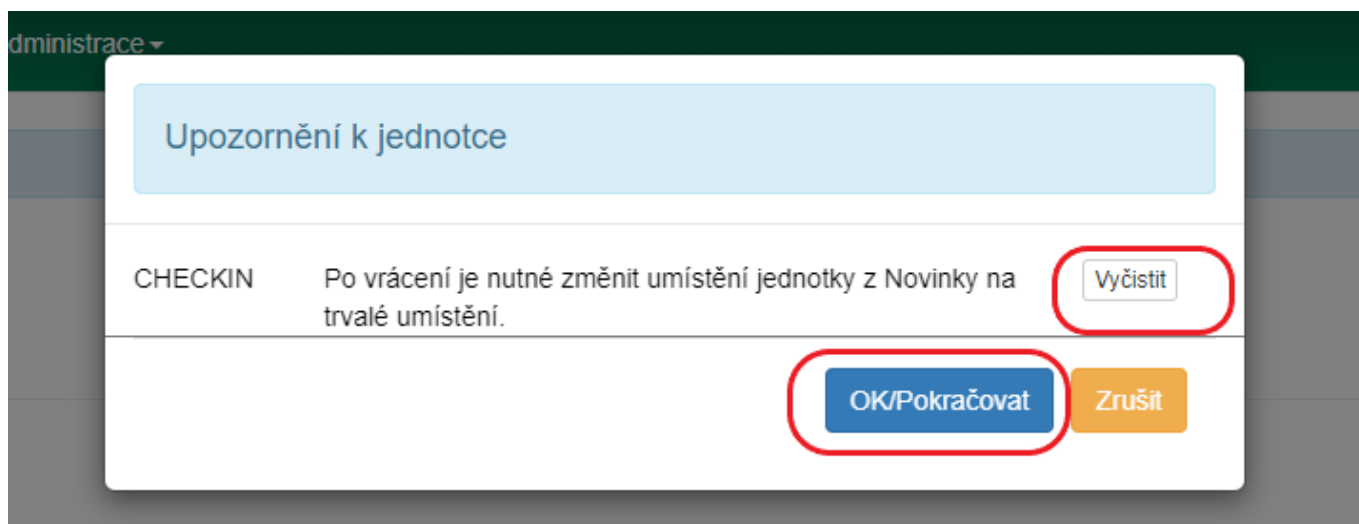 dministrace
Upozornění k jednotce
CHECKIN Po vrácení je nutné změnit umístění jednotky z Novinky na Vyčistit
trvalé umístění.
OK/Pokračovat Zrušit